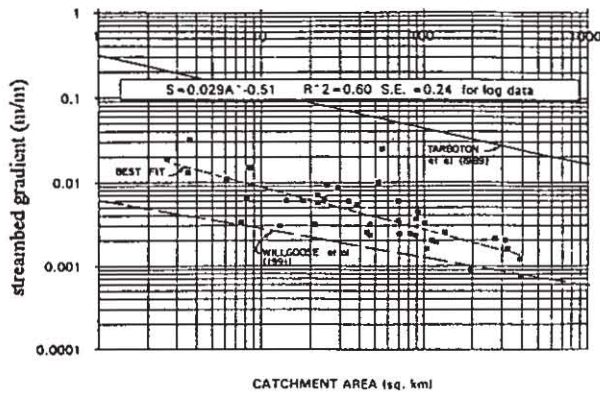 1
10
100
1000
S=0.029A^-0.51 R^2=0.60 S.E. =0.24 for log data
0.1
TARBOTON
et al (1989)
BEST FIT
0.01
WILLGOOSE et al
(1991)
0.001
0.0001
streambed gradient (m/m)
CATCHMENT AREA (sq. km)